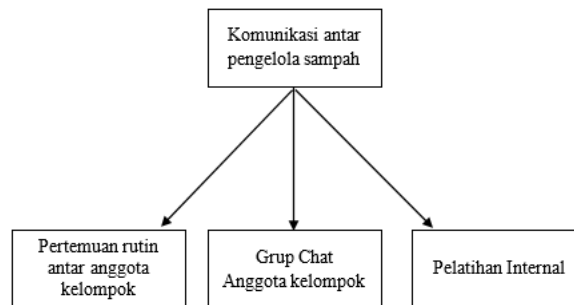 Komunikasi antar
pengelola sampah
Pertemuan rutin
antar anggota
kelompok
Grup Chat
Anggota kelompok
Pelatihan Internal